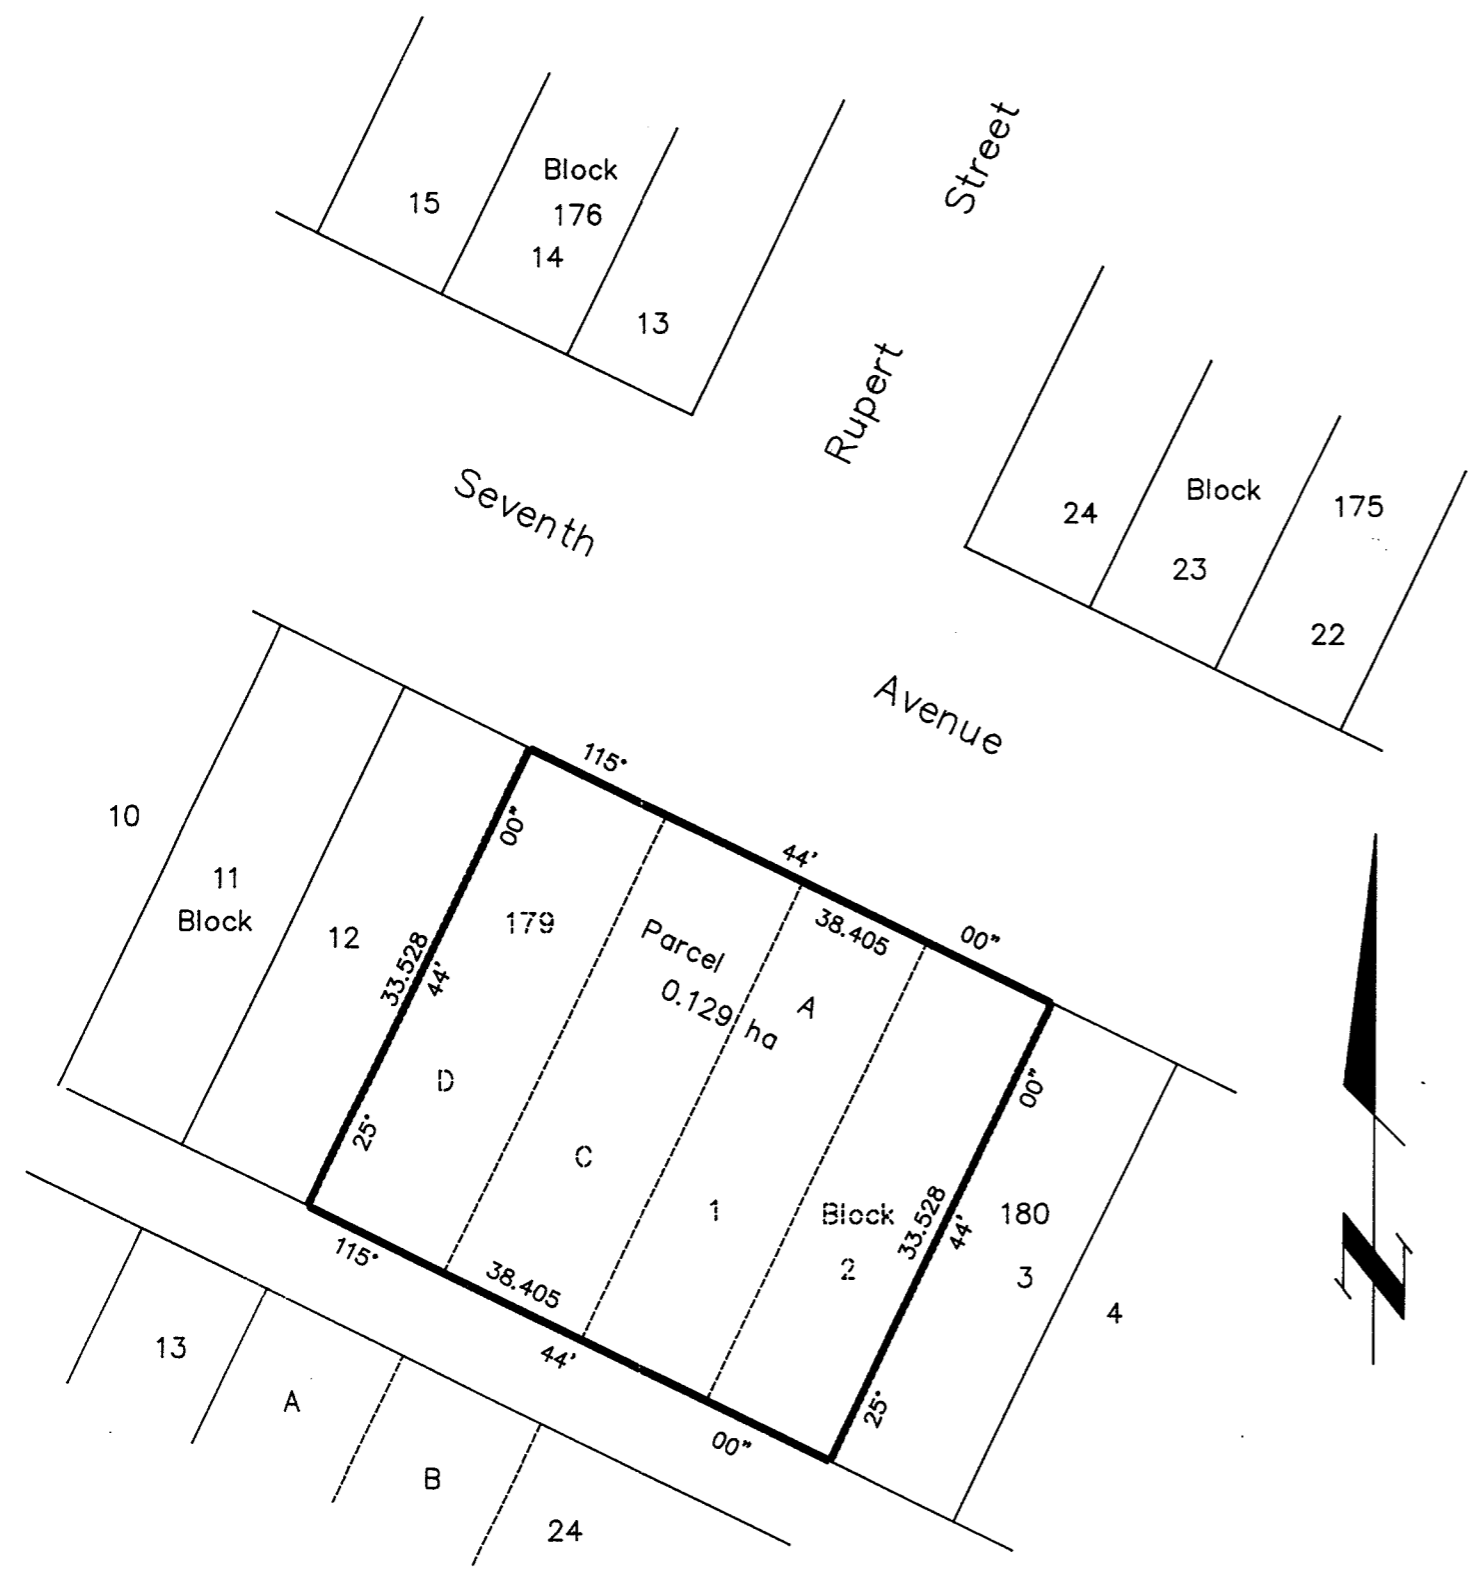 Street
Block
176
15
14
13
Rupert
Seventh
24
Block
175
23
22
Avenue
115°
44'
00"
38.405
10
11
Block
12
179
00"
33.528
44'
25°
Parcel
A
0.129 ha
D
C
1
Block
2
00"
33.528
44'
25°
180
3
4
115°
38.405
44'
00"
13
A
B
24
N